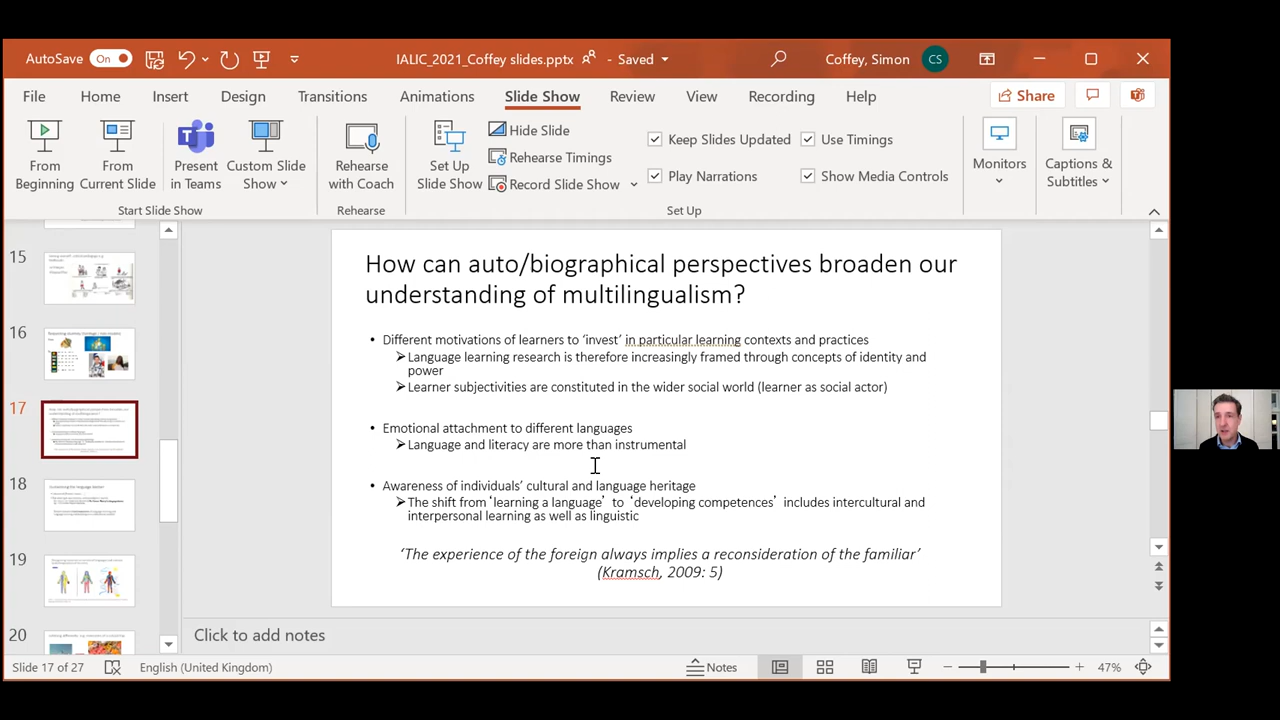 AutoSave On IALIC_2021_Coffey slides.pptx - Saved Coffey, Simon CS
File Home Insert Design Transitions Animations Slide Show Review View Recording Help Share
From Beginning
From Current Slide
Present in Teams
Custom Slide Show
Start Slide Show
Rehearse with Coach
Rehearse
Set Up Slide Show
Hide Slide
Rehearse Timings
Record Slide Show
Keep Slides Updated
Play Narrations
Use Timings
Show Media Controls
Set Up
Monitors
Captions & Subtitles
15
16
17
18
19
20
How can auto/biographical perspectives broaden our
understanding of multilingualism?
• Different motivations of learners to ‘invest’ in particular learning contexts and practices
➢Language learning research is therefore increasingly framed through concepts of identity and
power
➢Learner subjectivities are constituted in the wider social world (learner as social actor)
• Emotional attachment to different languages
➢Language and literacy are more than instrumental
• Awareness of individuals’ cultural and language heritage
➢The shift from ‘learning a language’ to ‘developing competences’ includes intercultural and
interpersonal learning as well as linguistic
‘The experience of the foreign always implies a reconsideration of the familiar’
(Kramsch, 2009: 5)
Click to add notes
Slide 17 of 27 English (United Kingdom) Notes 47%